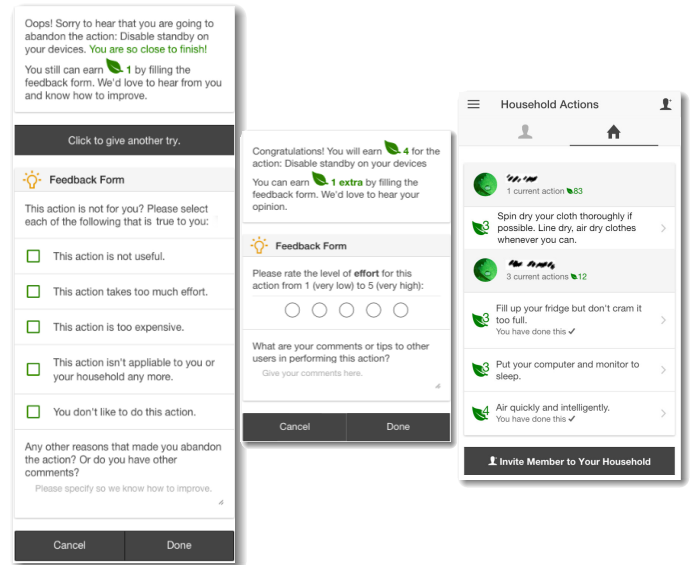 Oops! Sorry to hear that you are going to
abandon the action: Disable standby on
your devices. You are so close to finish!
You still can earn 1 by filling the
feedback form. We'd love to hear from you
and know how to improve.
Click to give another try.
Feedback Form
This action is not for you? Please select
each of the following that is true to you:
This action is not useful.
This action takes too much effort.
This action is too expensive.
This action isn't appliable to you or
your household any more.
You don't like to do this action.
Any other reasons that made you abandon
the action? Or do you have other
comments?
Please specify so we know how to improve.
Cancel Done
Congratulations! You will earn 4 for the
action: Disable standby on your devices
You can earn 1 extra by filling the
feedback form. We'd love to hear your
opinion.
Feedback Form
Please rate the level of effort for this
action from 1 (very low) to 5 (very high):
What are your comments or tips to other
users in performing this action?
Give your comments here.
Cancel Done
Household Actions
1 current action 83
3 Spin dry your cloth thoroughly if
possible. Line dry, air dry clothes
whenever you can.
3 current actions 12
3 Fill up your fridge but don't cram it
too full.
You have done this ✓
3 Put your computer and monitor to
sleep.
4 Air quickly and intelligently.
You have done this ✓
Invite Member to Your Household